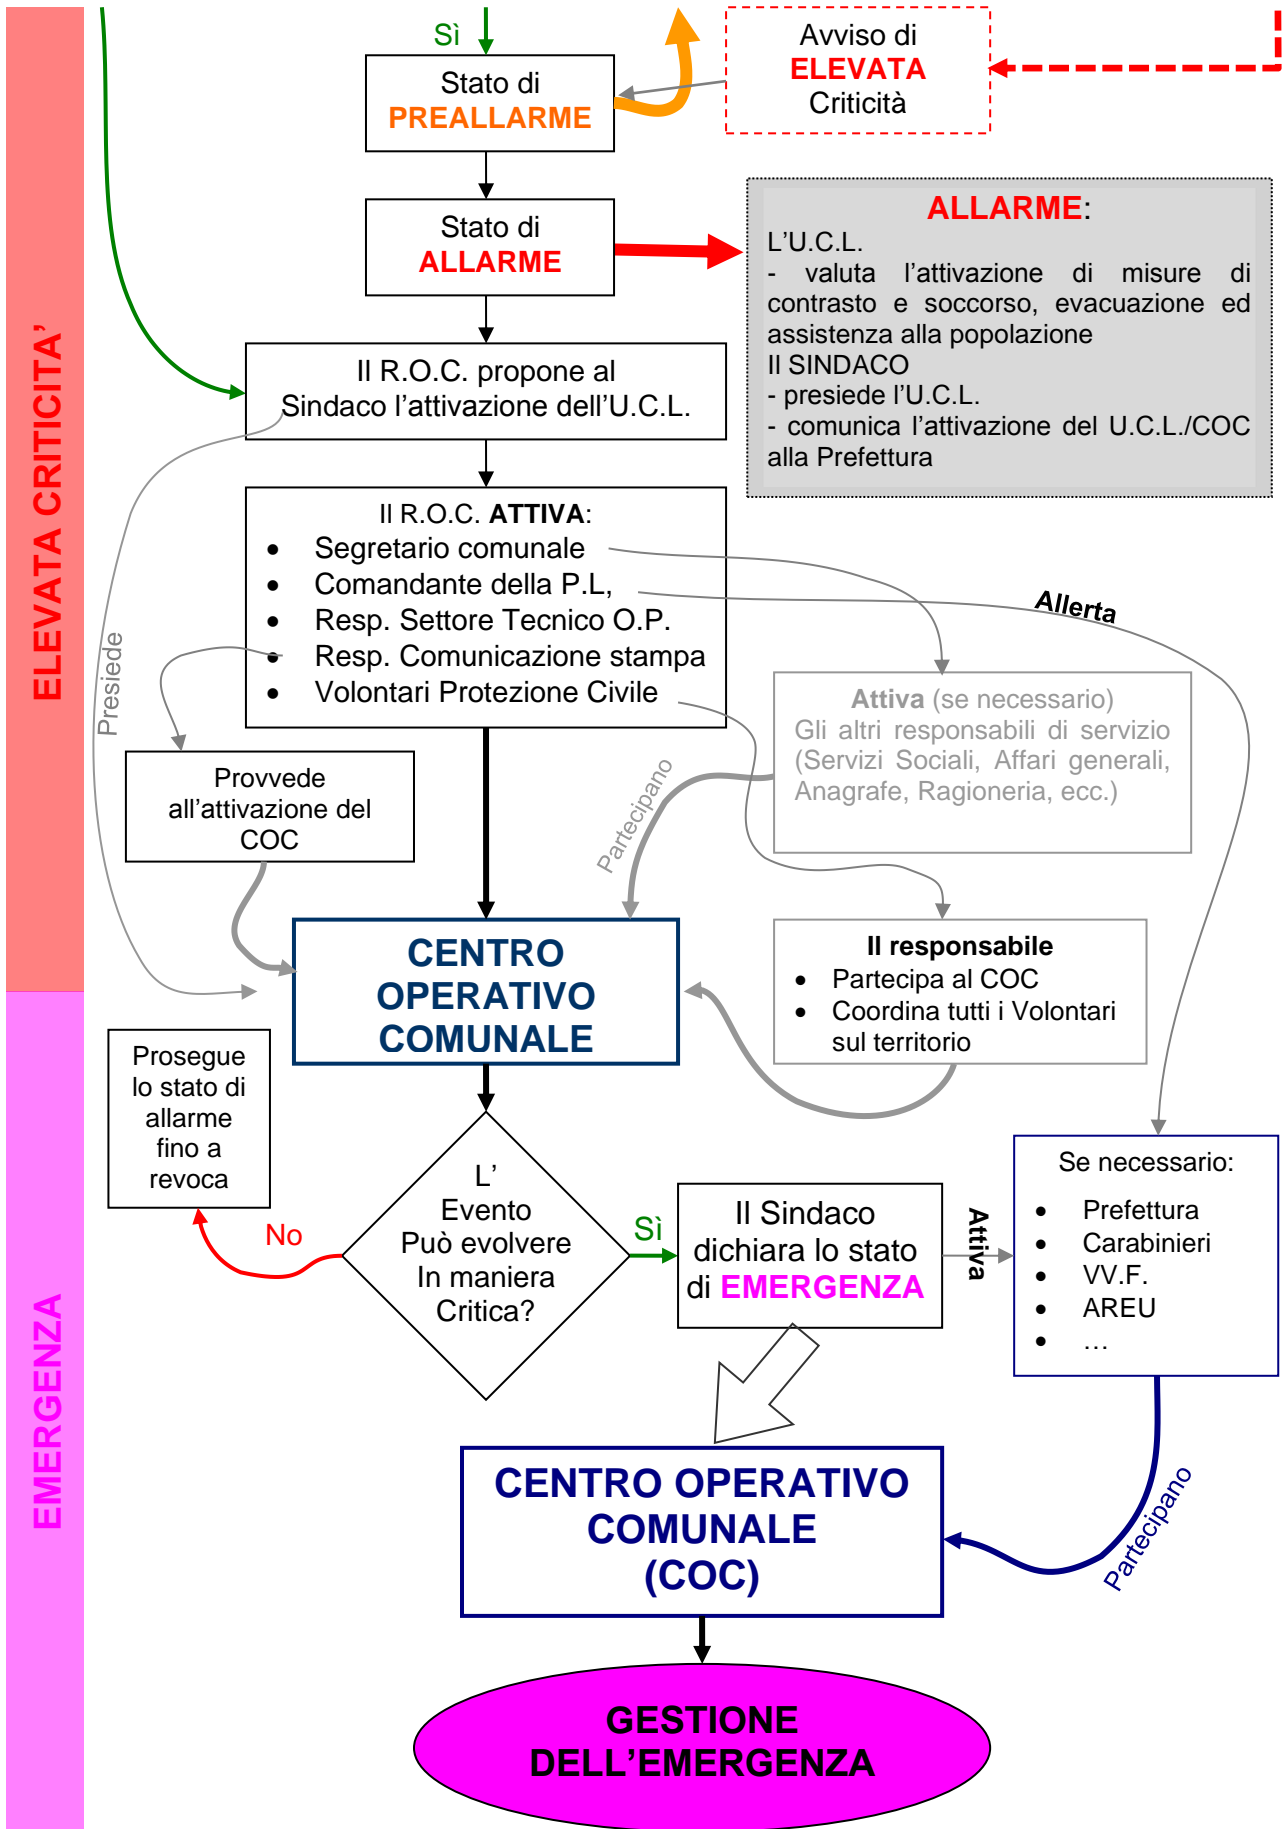 Sì
Stato di
PREALLARME
Avviso di
ELEVATA
Criticità
Stato di
ALLARME
ALLARME:
L’U.C.L.
- valuta l’attivazione di misure di
contrasto e soccorso, evacuazione ed
assistenza alla popolazione
Il SINDACO
- presiede l’U.C.L.
- comunica l’attivazione del U.C.L./COC
alla Prefettura
ELEVATA CRITICITA’
Il R.O.C. propone al
Sindaco l’attivazione dell’U.C.L.
Il R.O.C. ATTIVA:
• Segretario comunale
• Comandante della P.L,
• Resp. Settore Tecnico O.P.
• Resp. Comunicazione stampa
• Volontari Protezione Civile
Allerta
Presiede
Attiva (se necessario)
Gli altri responsabili di servizio
(Servizi Sociali, Affari generali,
Anagrafe, Ragioneria, ecc.)
Provvede
all’attivazione del
COC
Partecipano
CENTRO
OPERATIVO
COMUNALE
Il responsabile
• Partecipa al COC
• Coordina tutti i Volontari
sul territorio
EMERGENZA
Prosegue
lo stato di
allarme
fino a
revoca
No
L’
Evento
Può evolvere
In maniera
Critica?
Sì
Il Sindaco
dichiara lo stato
di EMERGENZA
Attiva
Se necessario:
• Prefettura
• Carabinieri
• VV.F.
• AREU
• …
Partecipano
CENTRO OPERATIVO
COMUNALE
(COC)
GESTIONE
DELL’EMERGENZA